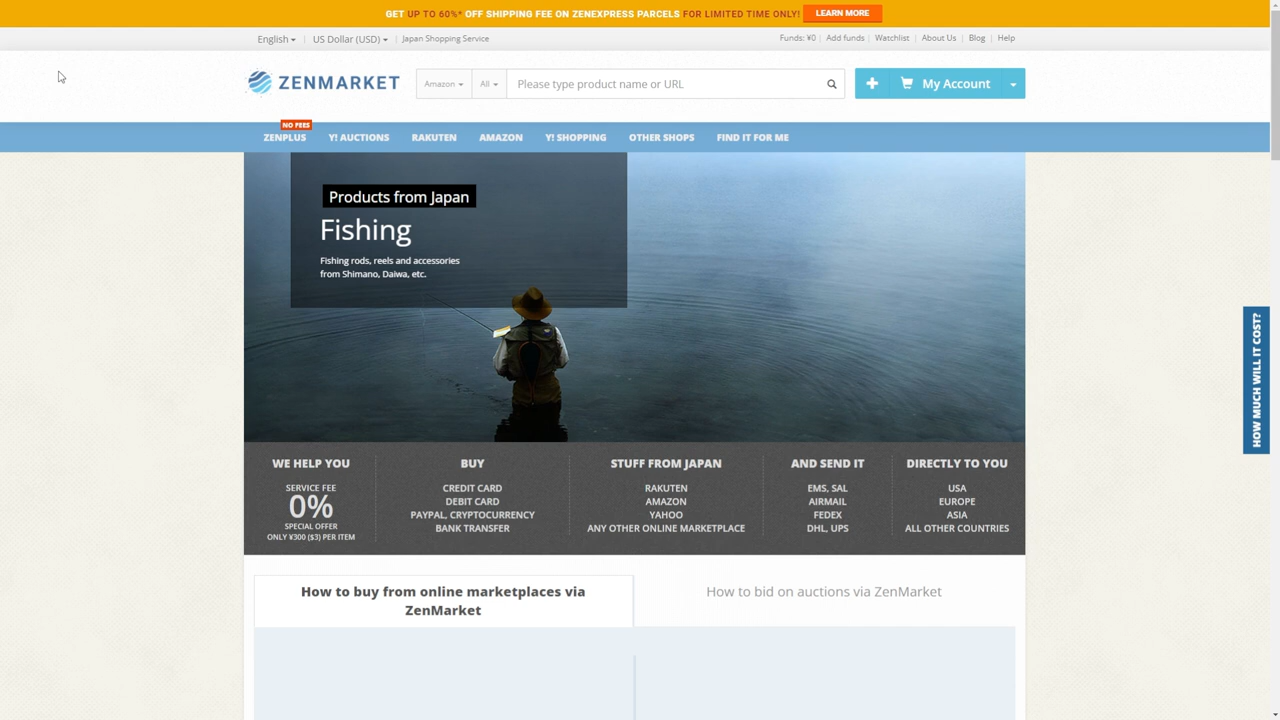 GET UP TO 60%* OFF SHIPPING FEE ON ZENEXPRESS PARCELS FOR LIMITED TIME ONLY! LEARN MORE
English US Dollar (USD) Japan Shopping Service Funds: ¥0 Add funds Watchlist About Us Blog Help
ZENMARKET Amazon All Please type product name or URL My Account
NO FEES
ZENPLUS Y! AUCTIONS RAKUTEN AMAZON Y! SHOPPING OTHER SHOPS FIND IT FOR ME
Products from Japan
Fishing
Fishing rods, reels and accessories
from Shimano, Daiwa, etc.
HOW MUCH WILL IT COST?
WE HELP YOU
SERVICE FEE
0%
SPECIAL OFFER
ONLY ¥300 ($3) PER ITEM
BUY
CREDIT CARD
DEBIT CARD
PAYPAL, CRYPTOCURRENCY
BANK TRANSFER
STUFF FROM JAPAN
RAKUTEN
AMAZON
YAHOO
ANY OTHER ONLINE MARKETPLACE
AND SEND IT
EMS, SAL
AIRMAIL
FEDEX
DHL, UPS
DIRECTLY TO YOU
USA
EUROPE
ASIA
ALL OTHER COUNTRIES
How to buy from online marketplaces via
ZenMarket
How to bid on auctions via ZenMarket